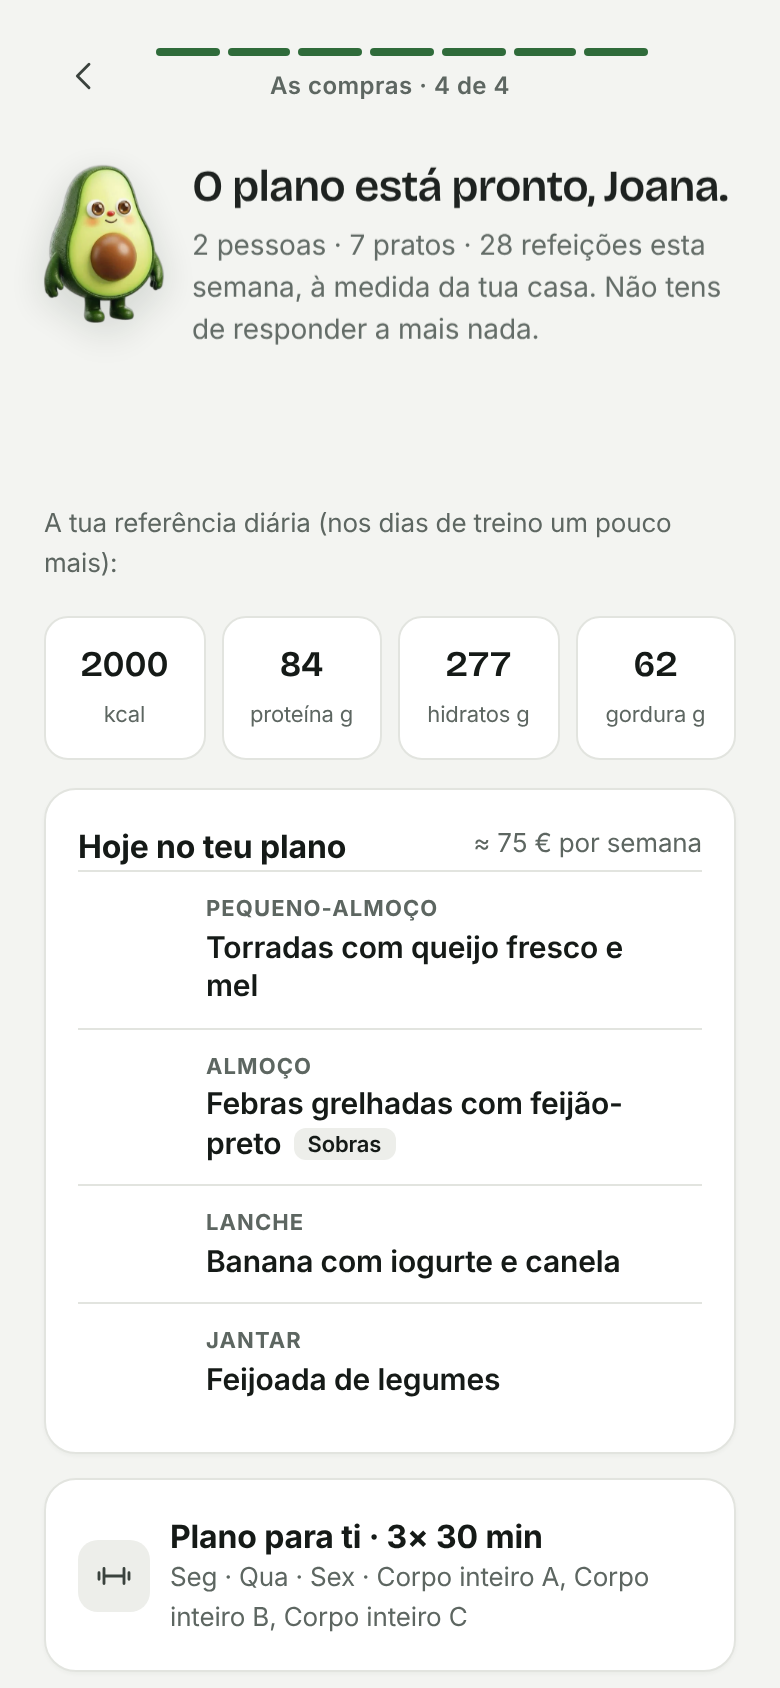 As compras · 4 de 4
O plano está pronto, Joana.
2 pessoas · 7 pratos · 28 refeições esta
semana, à medida da tua casa. Não tens
de responder a mais nada.
A tua referência diária (nos dias de treino um pouco
mais):
2000
kcal
84
proteína g
277
hidratos g
62
gordura g
Hoje no teu plano
≈ 75 € por semana
PEQUENO-ALMOÇO
Torradas com queijo fresco e
mel
ALMOÇO
Febras grelhadas com feijão-
preto Sobras
LANCHE
Banana com iogurte e canela
JANTAR
Feijoada de legumes
Plano para ti · 3× 30 min
Seg · Qua · Sex · Corpo inteiro A, Corpo
inteiro B, Corpo inteiro C